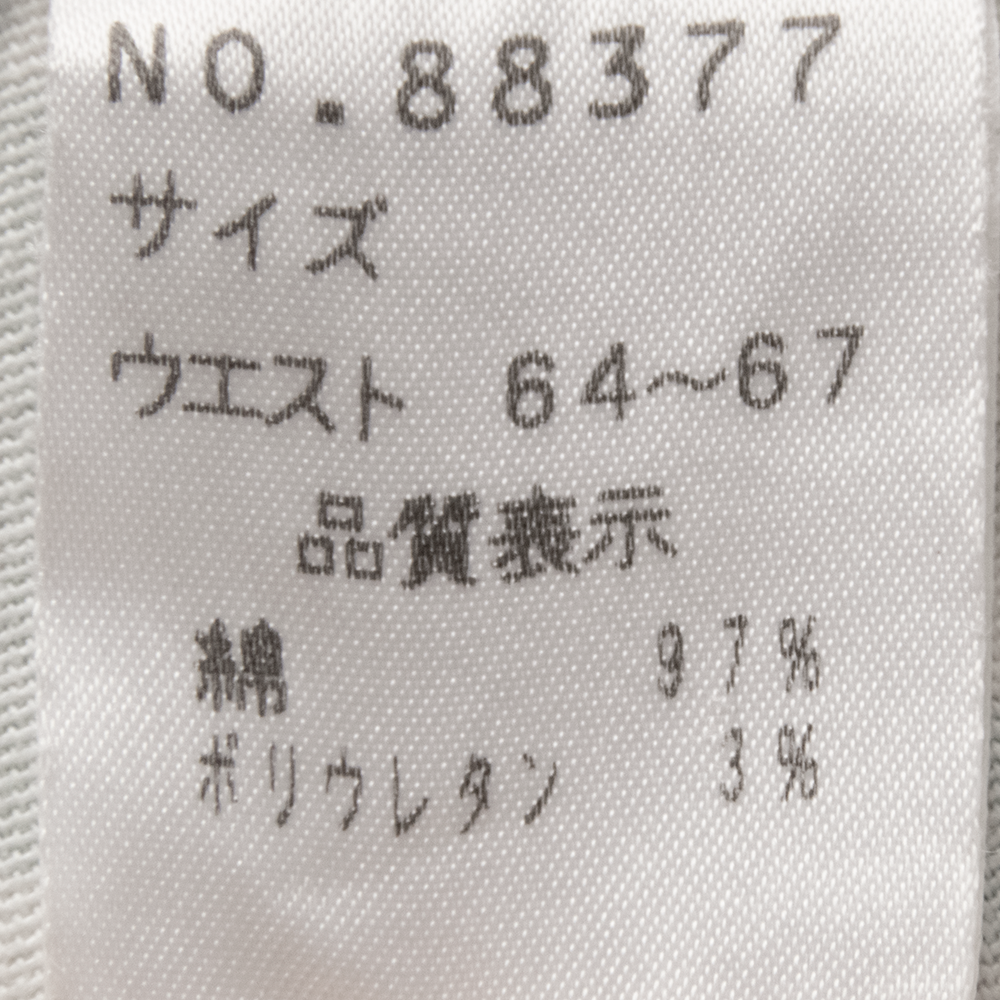 NO.88377
サイズ
ウエスト 64～67
品質表示
綿 97%
ポリウレタン 3%